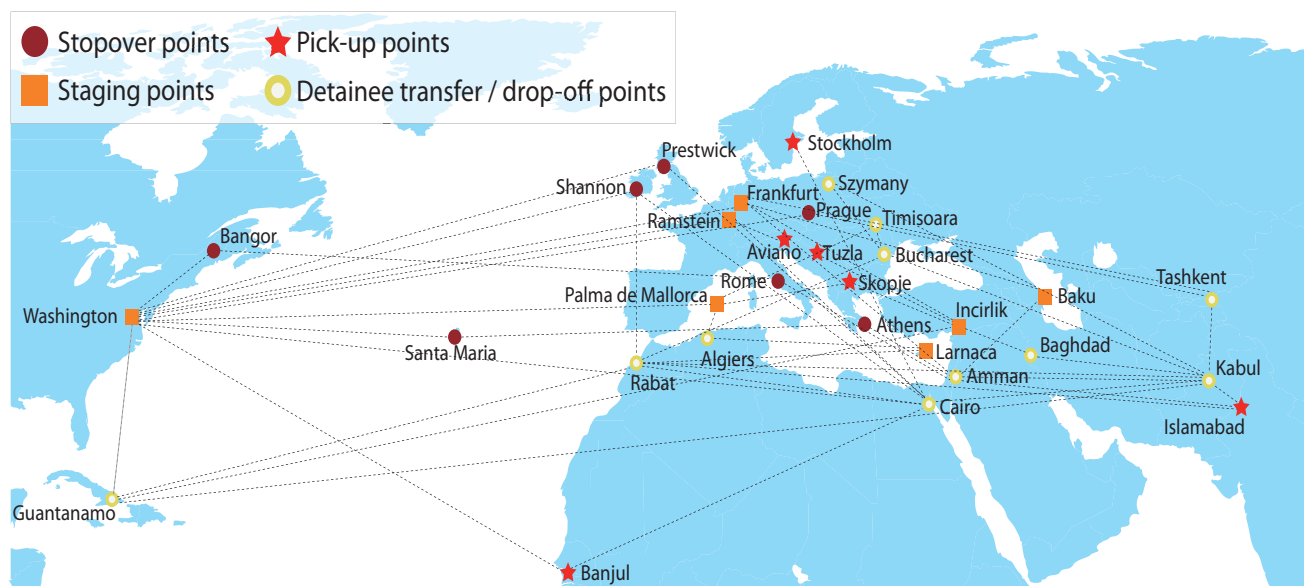 Stopover points
Pick-up points
Staging points
Detainee transfer / drop-off points
Stockholm
Prestwick
Szymany
Shannon
Frankfurt
Prague
Ramstein
Timisoara
Bangor
Aviano
Tuzla
Bucharest
Rome
Skopje
Tashkent
Palma de Mallorca
Baku
Washington
Incirlik
Athens
Santa Maria
Algiers
Larnaca
Baghdad
Kabul
Rabat
Amman
Cairo
Islamabad
Guantanamo
Banjul